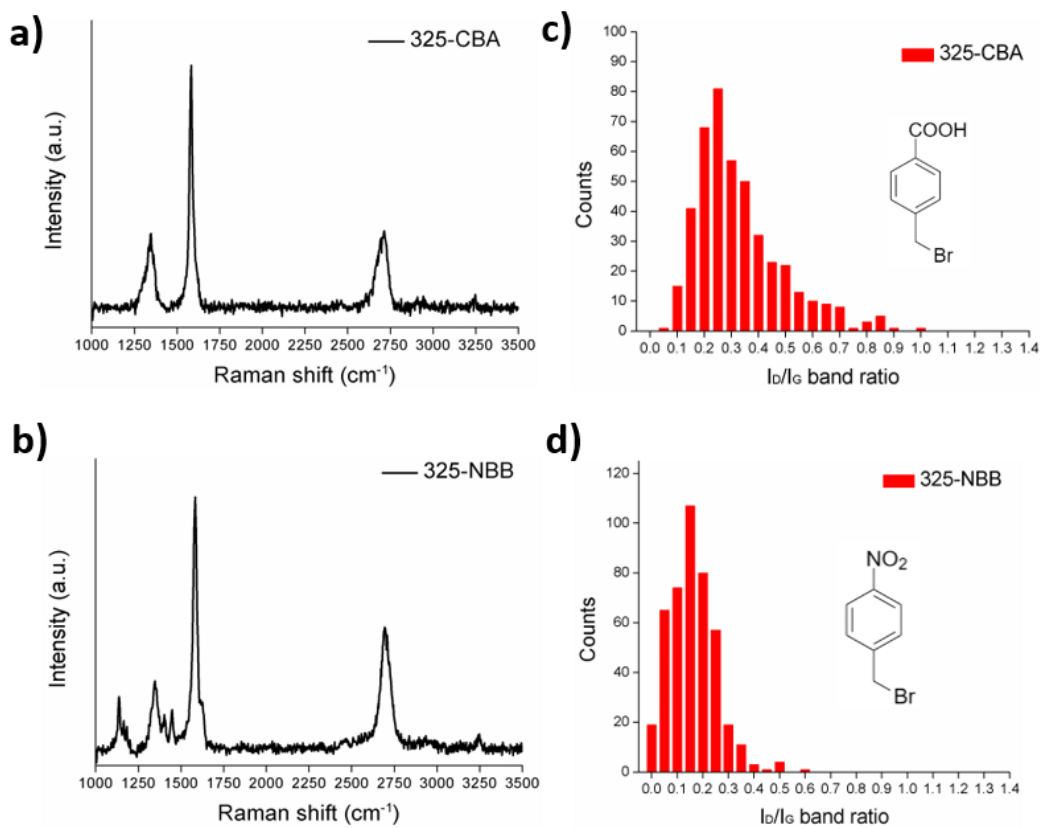 a)
325-CBA
Intensity (a.u.)
1000 1250 1500 1750 2000 2250 2500 2750 3000 3250 3500
Raman shift (cm⁻¹)
c)
100
90
80
70
60
50
40
30
20
10
0
Counts
325-CBA
COOH
Br
0.0 0.1 0.2 0.3 0.4 0.5 0.6 0.7 0.8 0.9 1.0 1.1 1.2 1.3 1.4
I_D/I_G band ratio
b)
325-NBB
Intensity (a.u.)
1000 1250 1500 1750 2000 2250 2500 2750 3000 3250 3500
Raman shift (cm⁻¹)
d)
120
100
80
60
40
20
0
Counts
325-NBB
NO₂
Br
0.0 0.1 0.2 0.3 0.4 0.5 0.6 0.7 0.8 0.9 1.0 1.1 1.2 1.3 1.4
I_D/I_G band ratio